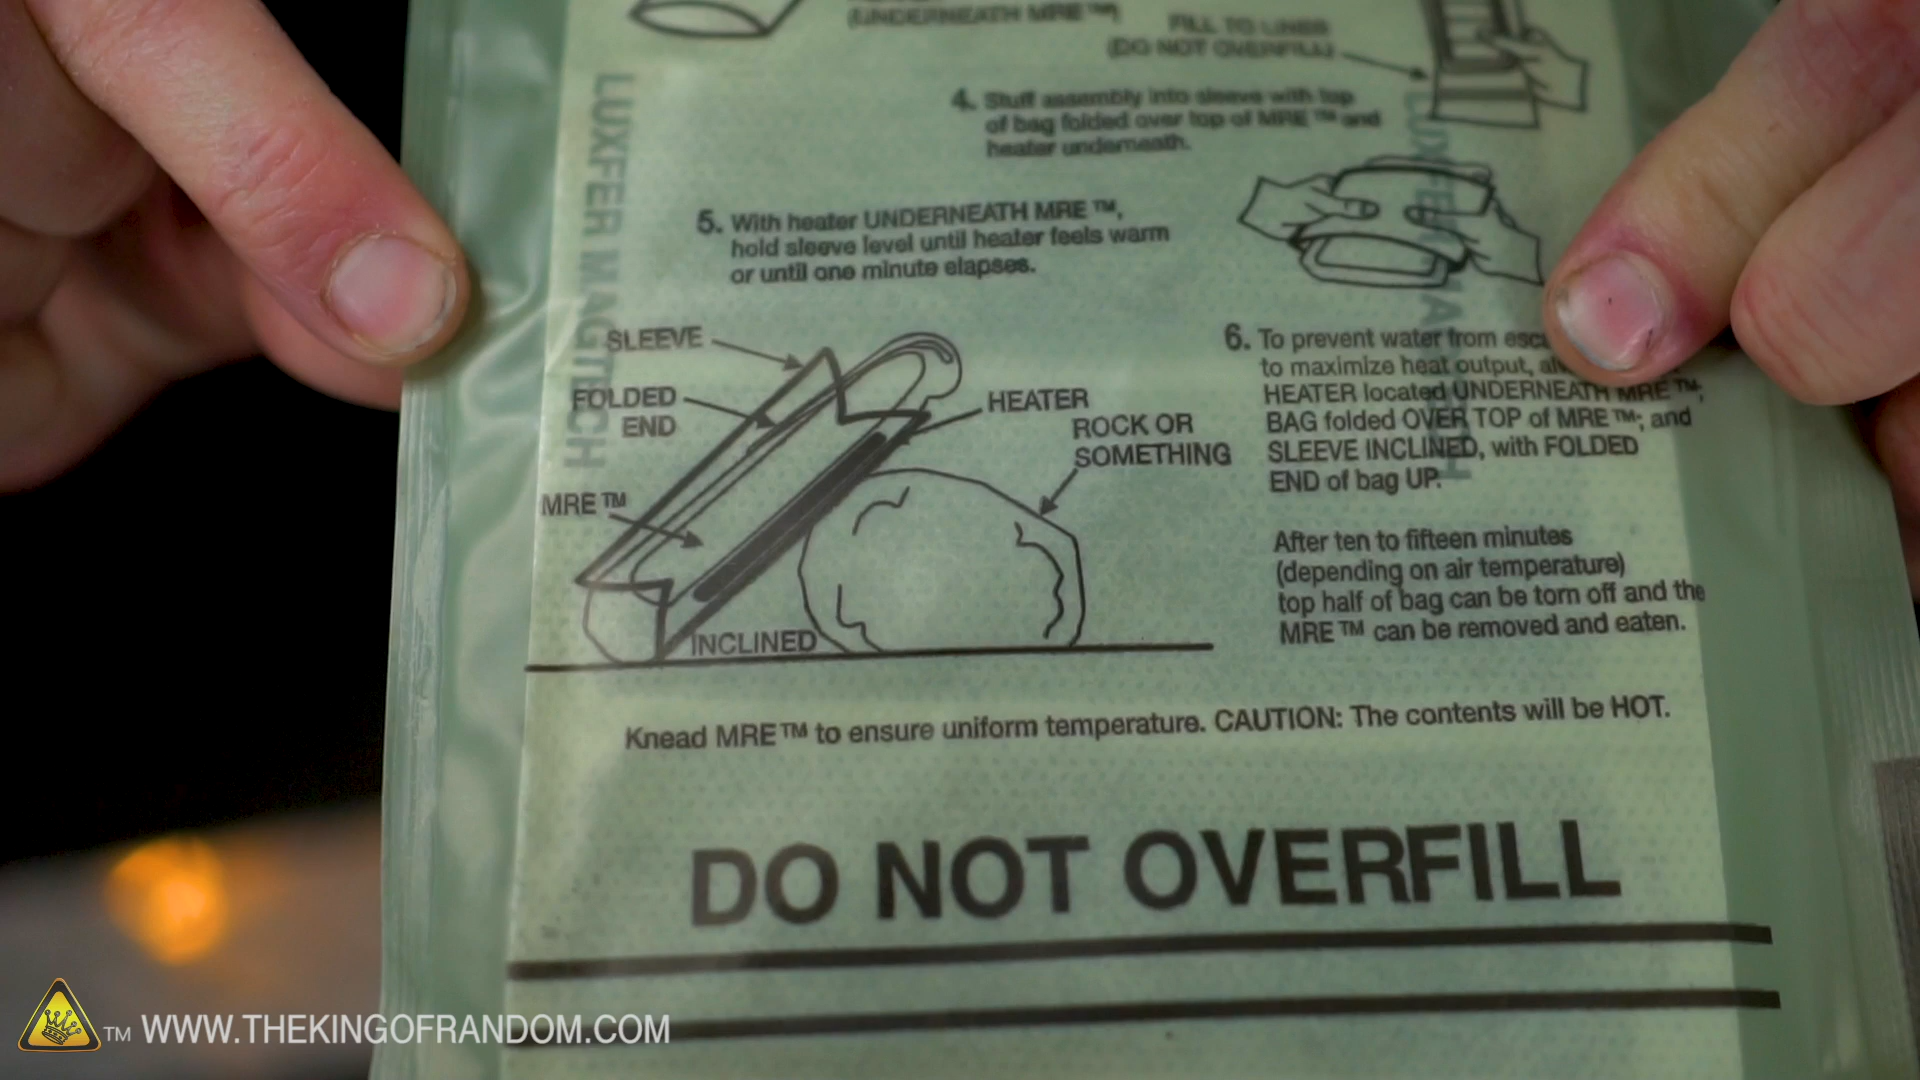 (UNDERNEATH MRE™)
FILL TO LINES
(DO NOT OVERFILL)
4. Stuff assembly into sleeve with top
of bag folded over top of MRE™ and
heater underneath.
5. With heater UNDERNEATH MRE™,
hold sleeve level until heater feels warm
or until one minute elapses.
SLEEVE
FOLDED
END
MRE™
HEATER
ROCK OR
SOMETHING
INCLINED
6. To prevent water from
to maximize heat output,
HEATER located UNDERNEATH MRE™;
BAG folded OVER TOP of MRE™; and
SLEEVE INCLINED, with FOLDED
END of bag UP.
After ten to fifteen minutes
(depending on air temperature)
top half of bag can be torn off and the
MRE™ can be removed and eaten.
Knead MRE™ to ensure uniform temperature. CAUTION: The contents will be HOT.
DO NOT OVERFILL
LUXFER MAGTECH
LUXFER MAGTECH
TM WWW.THEKINGOFRANDOM.COM